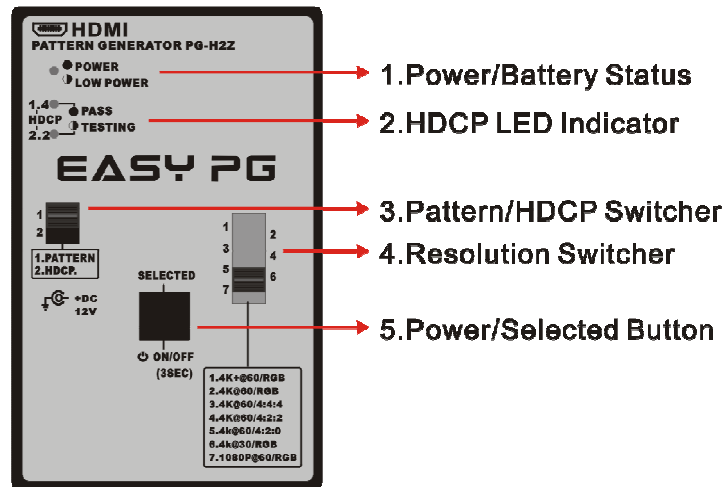 HDMI
PATTERN GENERATOR PG-H2Z
POWER
LOW POWER
1.4
HDCP
2.2
PASS
TESTING
EASY PG
1
2
1.PATTERN
2.HDCP.
+DC
12V
SELECTED
ON/OFF
(3SEC)
1
2
3
4
5
6
7
1.4K+@60/RGB
2.4K@60/RGB
3.4K@60/4:4:4
4.4K@60/4:2:2
5.4k@60/4:2:0
6.4k@30/RGB
7.1080P@60/RGB
1.Power/Battery Status
2.HDCP LED Indicator
3.Pattern/HDCP Switcher
4.Resolution Switcher
5.Power/Selected Button